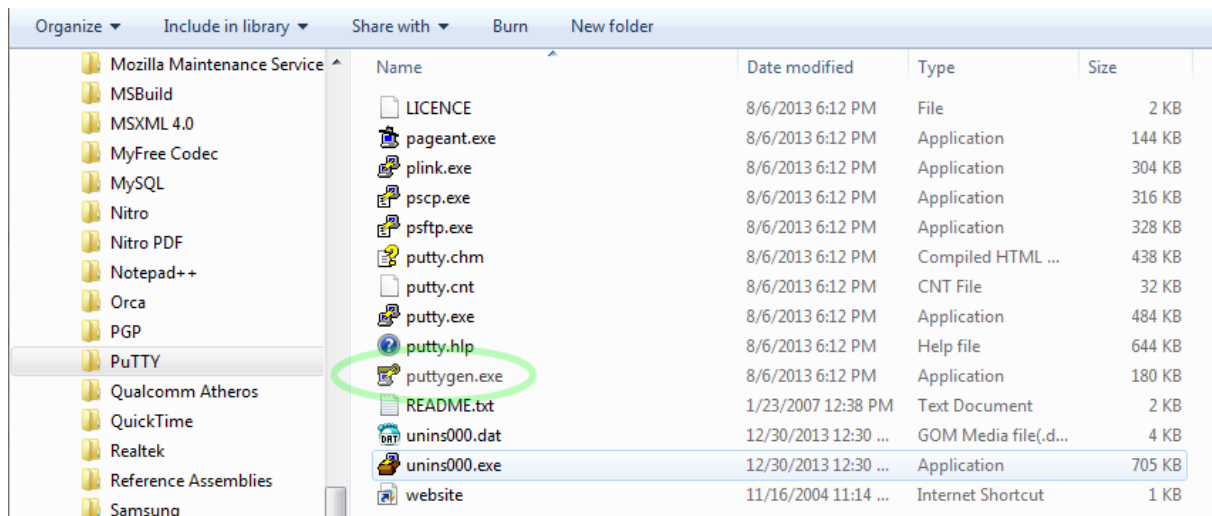 Organize Include in library Share with Burn New folder
Mozilla Maintenance Service
MSBuild
MSXML 4.0
MyFree Codec
MySQL
Nitro
Nitro PDF
Notepad++
Orca
PGP
PuTTY
Qualcomm Atheros
QuickTime
Realtek
Reference Assemblies
Samsung
Name Date modified Type Size
LICENCE 8/6/2013 6:12 PM File 2 KB
pageant.exe 8/6/2013 6:12 PM Application 144 KB
plink.exe 8/6/2013 6:12 PM Application 304 KB
pscp.exe 8/6/2013 6:12 PM Application 316 KB
psftp.exe 8/6/2013 6:12 PM Application 328 KB
putty.chm 8/6/2013 6:12 PM Compiled HTML ... 438 KB
putty.cnt 8/6/2013 6:12 PM CNT File 32 KB
putty.exe 8/6/2013 6:12 PM Application 484 KB
putty.hlp 8/6/2013 6:12 PM Help file 644 KB
puttygen.exe 8/6/2013 6:12 PM Application 180 KB
README.txt 1/23/2007 12:38 PM Text Document 2 KB
DAT unins000.dat 12/30/2013 12:30 ... GOM Media file(.d... 4 KB
unins000.exe 12/30/2013 12:30 ... Application 705 KB
website 11/16/2004 11:14 ... Internet Shortcut 1 KB